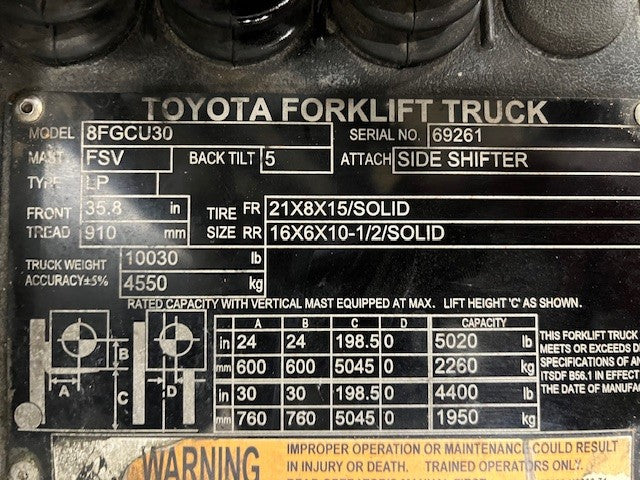 TOYOTA FORKLIFT TRUCK
MODEL 8FGCU30 SERIAL NO. 69261
MAST FSV BACK TILT 5 ATTACH SIDE SHIFTER
TYPE LP
FRONT 35.8 in TIRE FR 21X8X15/SOLID
TREAD 910 mm SIZE RR 16X6X10-1/2/SOLID
TRUCK WEIGHT 10030 lb
ACCURACY±5% 4550 kg
RATED CAPACITY WITH VERTICAL MAST EQUIPPED AT MAX. LIFT HEIGHT 'C' AS SHOWN.
A B C D CAPACITY
in 24 24 198.5 0 5020 lb
mm 600 600 5045 0 2260 kg
in 30 30 198.5 0 4400 lb
mm 760 760 5045 0 1950 kg
A B C D
THIS FORKLIFT TRUCK
MEETS OR EXCEEDS
SPECIFICATIONS OF
ITSDF B56.1 IN EFFECT
THE DATE OF
WARNING
IMPROPER OPERATION OR MAINTENANCE COULD RESULT
IN INJURY OR DEATH. TRAINED OPERATORS ONLY.